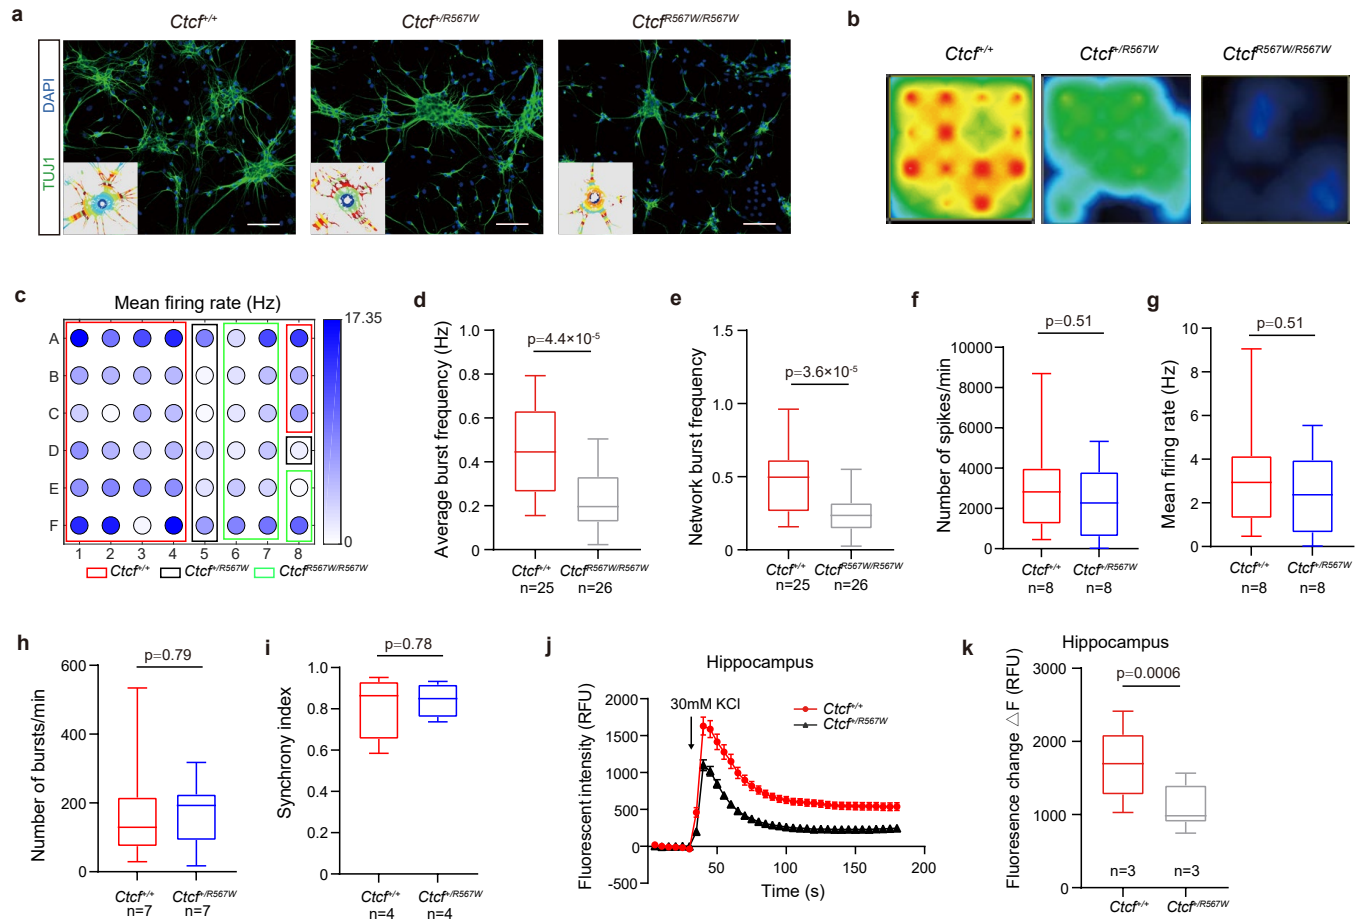 a
Ctcf+/+
Ctcf+/R567W
CtcfR567W/R567W
TUJ1 DAPI
b
Ctcf+/+
Ctcf+/R567W
CtcfR567W/R567W
c
Mean firing rate (Hz)
17.35
0
A
B
C
D
E
F
1 2 3 4 5 6 7 8
Ctcf+/+ Ctcf+/R567W CtcfR567W/R567W
d
Average burst frequency (Hz)
1.0
0.8
0.6
0.4
0.2
0
p=4.4×10-5
Ctcf+/+ CtcfR567W/R567W
n=25 n=26
e
Network burst frequency
1.5
1.0
0.5
0
p=3.6×10-5
Ctcf+/+ CtcfR567W/R567W
n=25 n=26
f
Number of spikes/min
10000
8000
6000
4000
2000
0
p=0.51
Ctcf+/+ Ctcf+/R567W
n=8 n=8
g
Mean firing rate (Hz)
10
8
6
4
2
0
p=0.51
Ctcf+/+ Ctcf+/R567W
n=8 n=8
h
Number of bursts/min
600
400
200
0
p=0.79
Ctcf+/+ Ctcf+/R567W
n=7 n=7
i
Synchrony index
1.0
0.8
0.6
0.4
0.2
0.0
p=0.78
Ctcf+/+ Ctcf+/R567W
n=4 n=4
j
Hippocampus
Fluorescent intensity (RFU)
2000
1500
1000
500
0
-500
30mM KCl
Ctcf+/+
Ctcf+/R567W
0 50 100 150 200
Time (s)
k
Hippocampus
Fluoresence change △F (RFU)
3000
2000
1000
0
p=0.0006
n=3 n=3
Ctcf+/+ Ctcf+/R567W